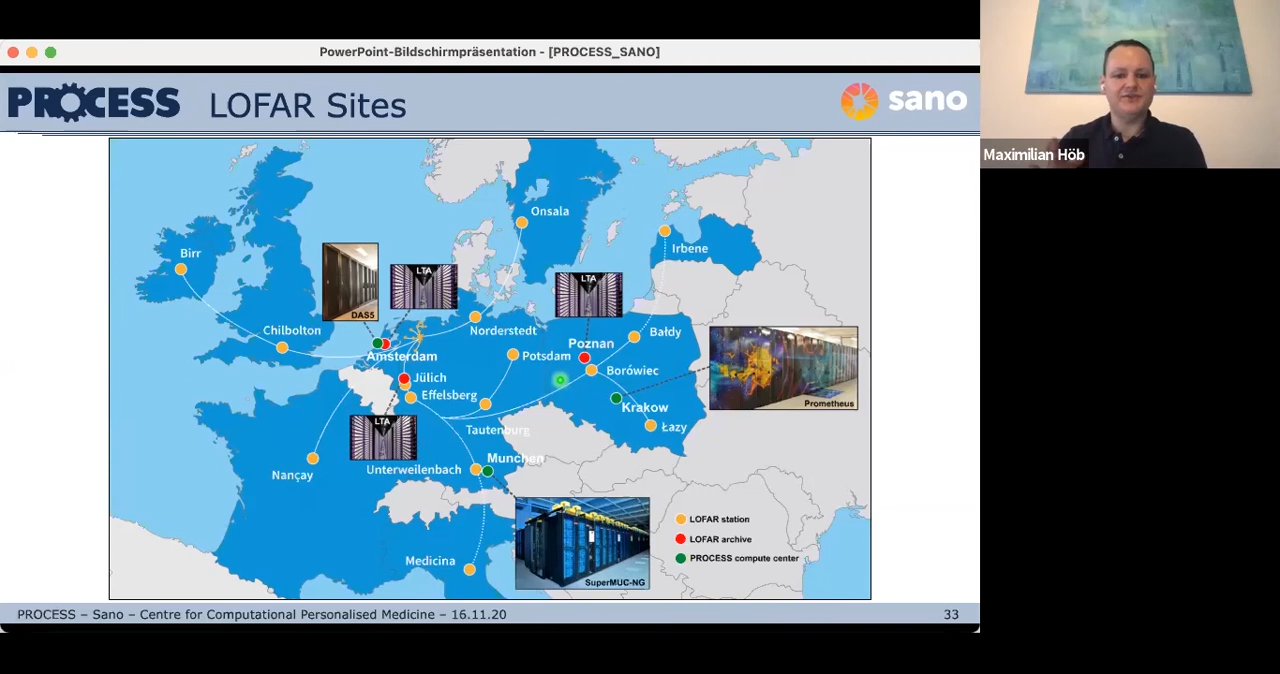 PowerPoint-Bildschirmpräsentation - [PROCESS_SANO]
PROCESS
LOFAR Sites
sano
Maximilian Höb
Onsala
Birr
Irbene
LTA
LTA
DAS5
Chilbolton
Norderstedt
Bałdy
Poznan
Amsterdam
Potsdam
Borówiec
Jülich
Effelsberg
Prometheus
Krakow
LTA
Łazy
Tautenburg
Munchen
Unterweilenbach
Nançay
LOFAR station
LOFAR archive
PROCESS compute center
Medicina
SuperMUC-NG
PROCESS – Sano – Centre for Computational Personalised Medicine – 16.11.20
33